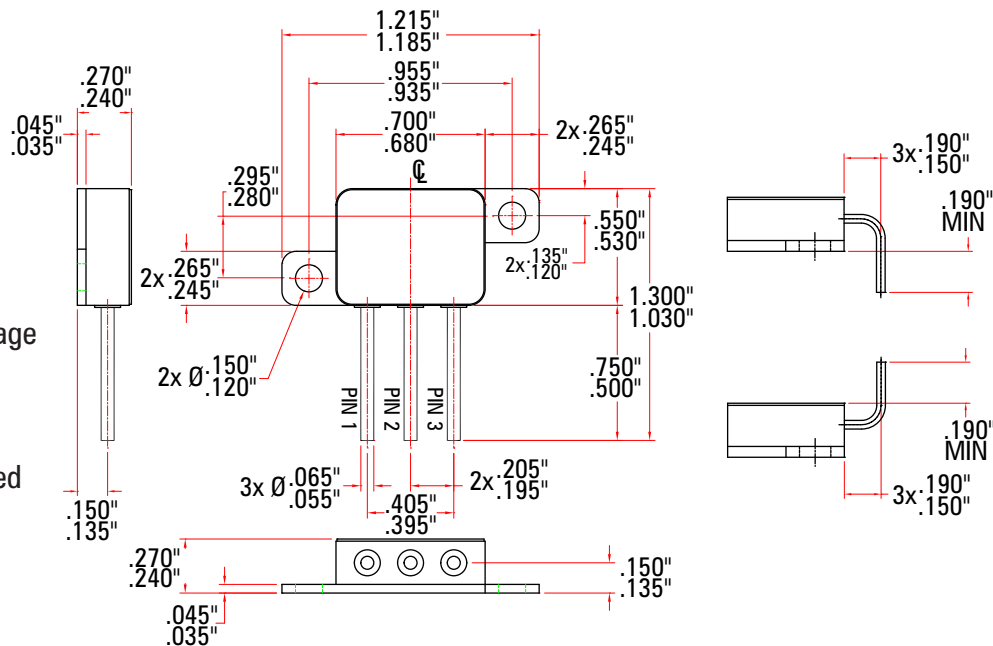 1.215"
1.185"
.955"
.935"
.270"
.240"
.700"
.680"
2x .265"
.245"
.045"
.035"
℄
.295"
.280"
.550"
.530"
2x .135"
.120"
2x .265"
.245"
1.300"
1.030"
2x Ø .150"
.120"
.750"
.500"
PIN 1
PIN 2
PIN 3
age
ed
3x Ø .065"
.055"
2x .205"
.195"
.405"
.395"
.150"
.135"
.270"
.240"
.150"
.135"
.045"
.035"
3x .190"
.150"
.190"
MIN
.190"
MIN
3x .190"
.150"